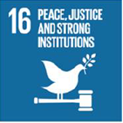 16 PEACE, JUSTICE
AND STRONG
INSTITUTIONS